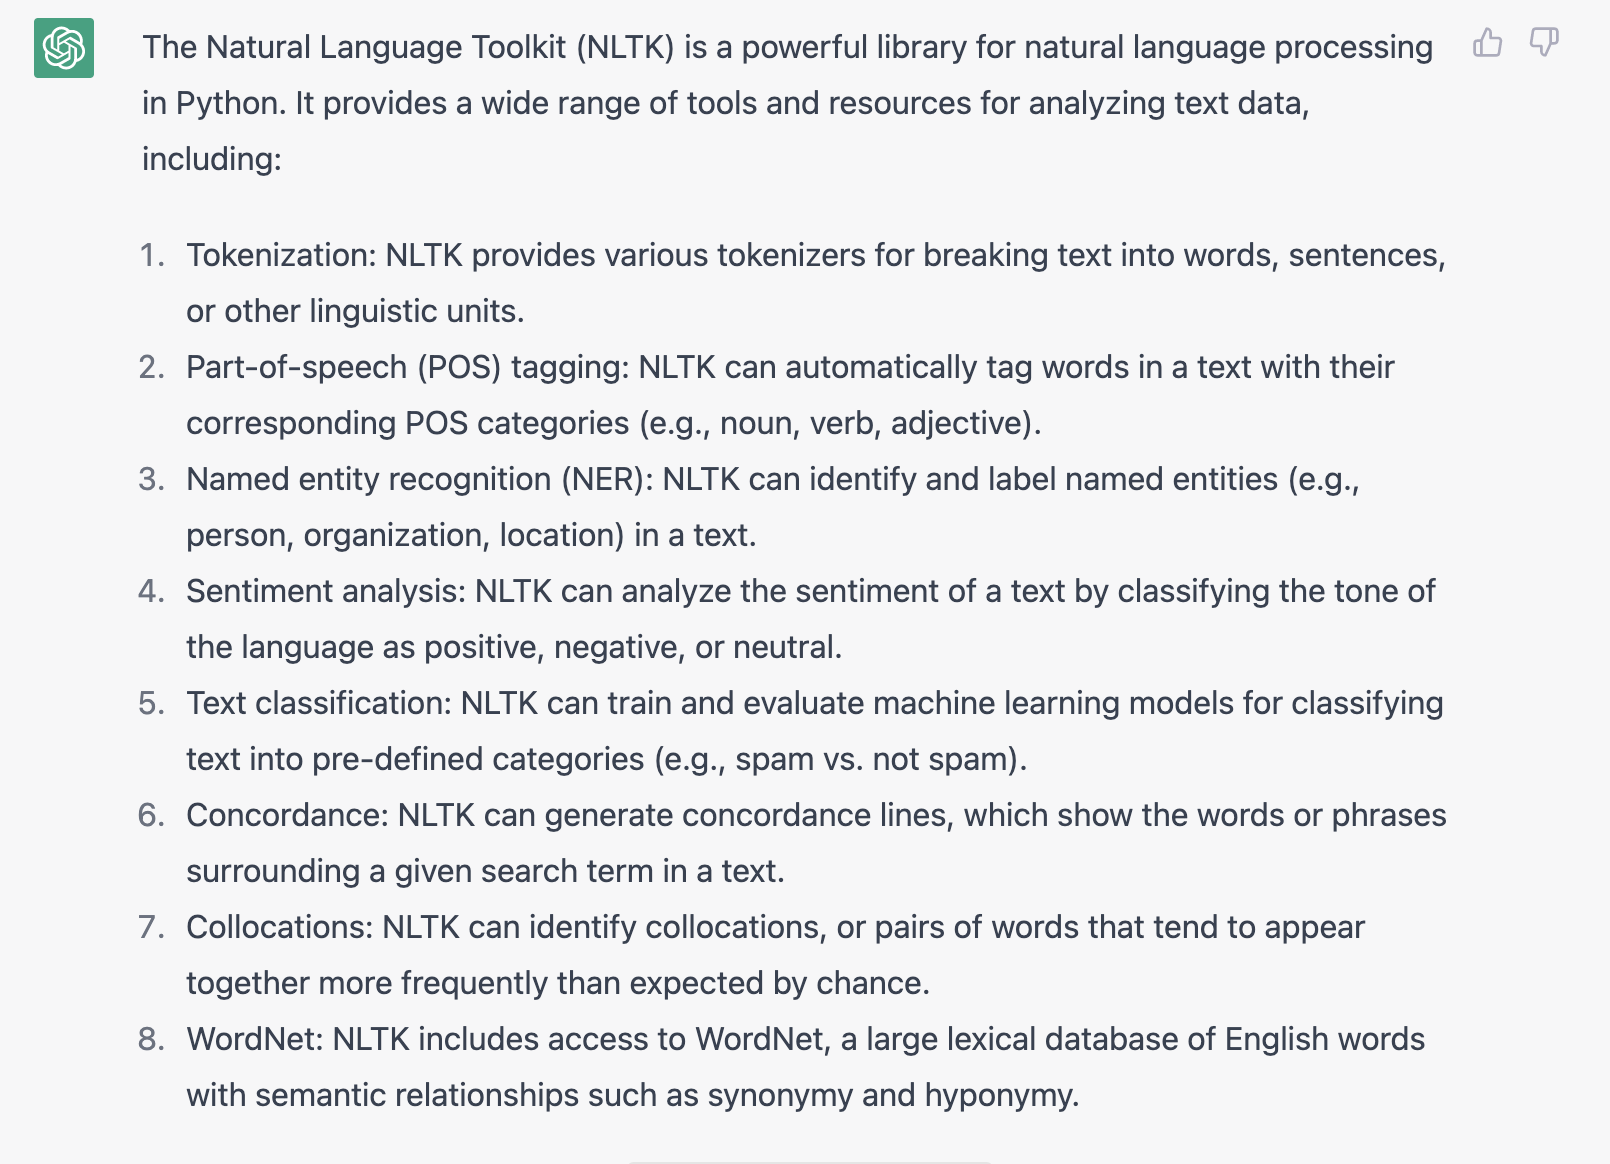 The Natural Language Toolkit (NLTK) is a powerful library for natural language processing
in Python. It provides a wide range of tools and resources for analyzing text data,
including:
1. Tokenization: NLTK provides various tokenizers for breaking text into words, sentences,
or other linguistic units.
2. Part-of-speech (POS) tagging: NLTK can automatically tag words in a text with their
corresponding POS categories (e.g., noun, verb, adjective).
3. Named entity recognition (NER): NLTK can identify and label named entities (e.g.,
person, organization, location) in a text.
4. Sentiment analysis: NLTK can analyze the sentiment of a text by classifying the tone of
the language as positive, negative, or neutral.
5. Text classification: NLTK can train and evaluate machine learning models for classifying
text into pre-defined categories (e.g., spam vs. not spam).
6. Concordance: NLTK can generate concordance lines, which show the words or phrases
surrounding a given search term in a text.
7. Collocations: NLTK can identify collocations, or pairs of words that tend to appear
together more frequently than expected by chance.
8. WordNet: NLTK includes access to WordNet, a large lexical database of English words
with semantic relationships such as synonymy and hyponymy.